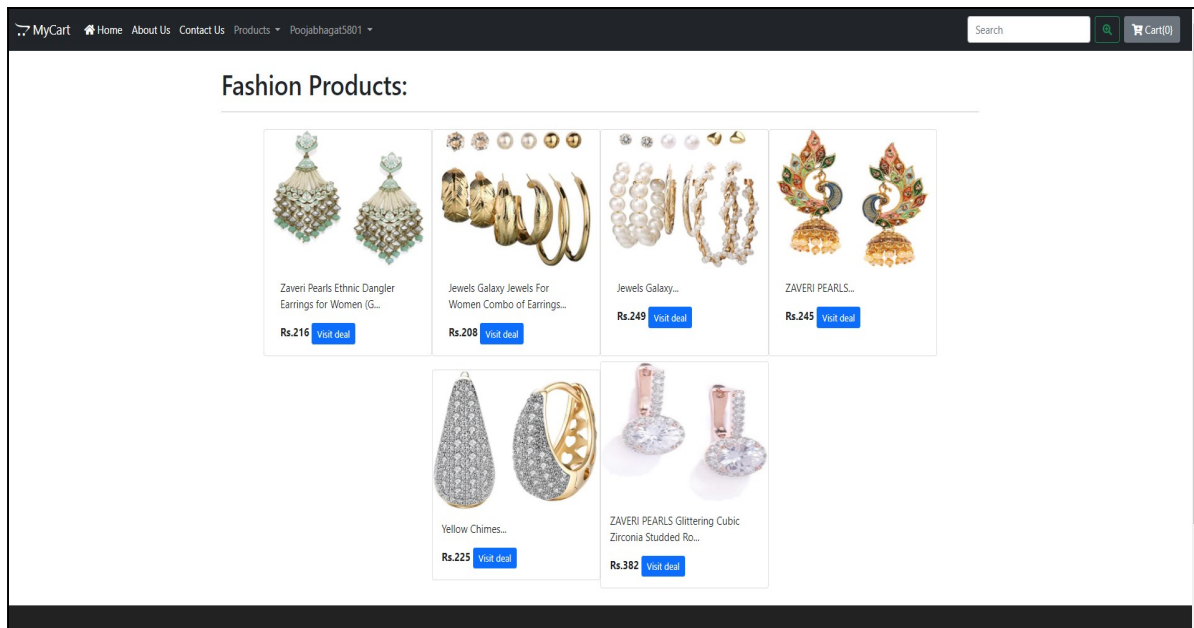 MyCart Home About Us Contact Us Products Poojabhagat5801 Search Cart(0)
Fashion Products:
Zaveri Pearls Ethnic Dangler
Earrings for Women (G...
Rs.216 Visit deal
Jewels Galaxy Jewels For
Women Combo of Earrings...
Rs.208 Visit deal
Jewels Galaxy...
Rs.249 Visit deal
ZAVERI PEARLS...
Rs.245 Visit deal
Yellow Chimes...
Rs.225 Visit deal
ZAVERI PEARLS Glittering Cubic
Zirconia Studded Ro...
Rs.382 Visit deal